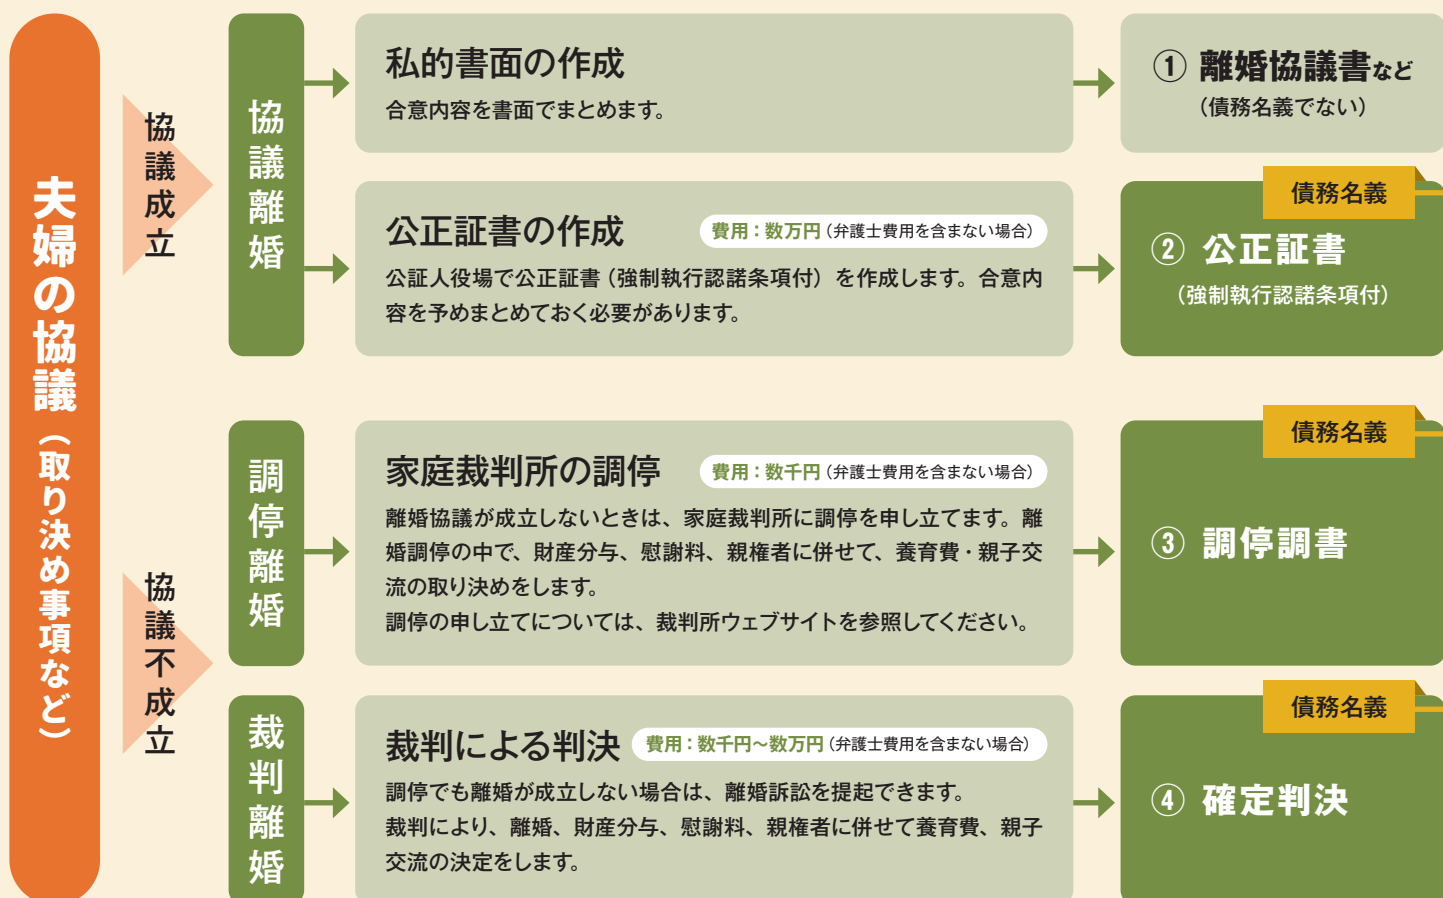 夫婦の協議（取り決め事項など）
協議成立
協議離婚
私的書面の作成
合意内容を書面でまとめます。
① 離婚協議書など
（債務名義でない）
公正証書の作成
費用：数万円（弁護士費用を含まない場合）
公証人役場で公正証書（強制執行認諾条項付）を作成します。合意内
容を予めまとめておく必要があります。
債務名義
② 公正証書
（強制執行認諾条項付）
協議不成立
調停離婚
家庭裁判所の調停
費用：数千円（弁護士費用を含まない場合）
離婚協議が成立しないときは、家庭裁判所に調停を申し立てます。離
婚調停の中で、財産分与、慰謝料、親権者に併せて、養育費・親子交
流の取り決めをします。
調停の申し立てについては、裁判所ウェブサイトを参照してください。
債務名義
③ 調停調書
裁判離婚
裁判による判決
費用：数千円～数万円（弁護士費用を含まない場合）
調停でも離婚が成立しない場合は、離婚訴訟を提起できます。
裁判により、離婚、財産分与、慰謝料、親権者に併せて養育費、親子
交流の決定をします。
債務名義
④ 確定判決